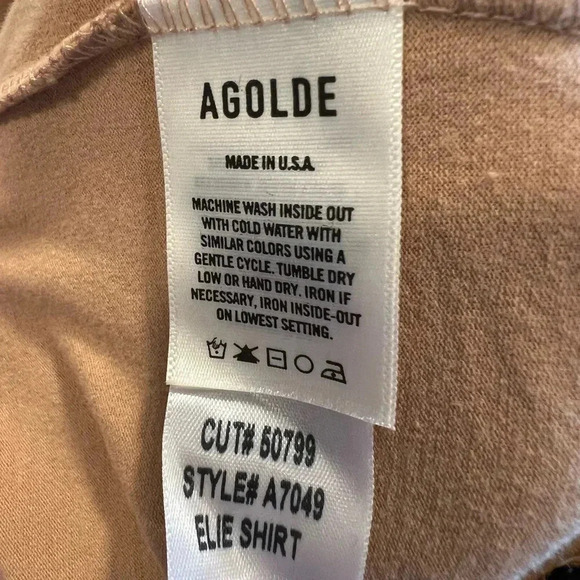 AGOLDE
MADE IN U.S.A.
MACHINE WASH INSIDE OUT
WITH COLD WATER WITH
SIMILAR COLORS USING A
GENTLE CYCLE. TUMBLE DRY
LOW OR HAND DRY. IRON IF
NECESSARY, IRON INSIDE-OUT
ON LOWEST SETTING.
CUT# 50799
STYLE# A7049
ELIE SHIRT